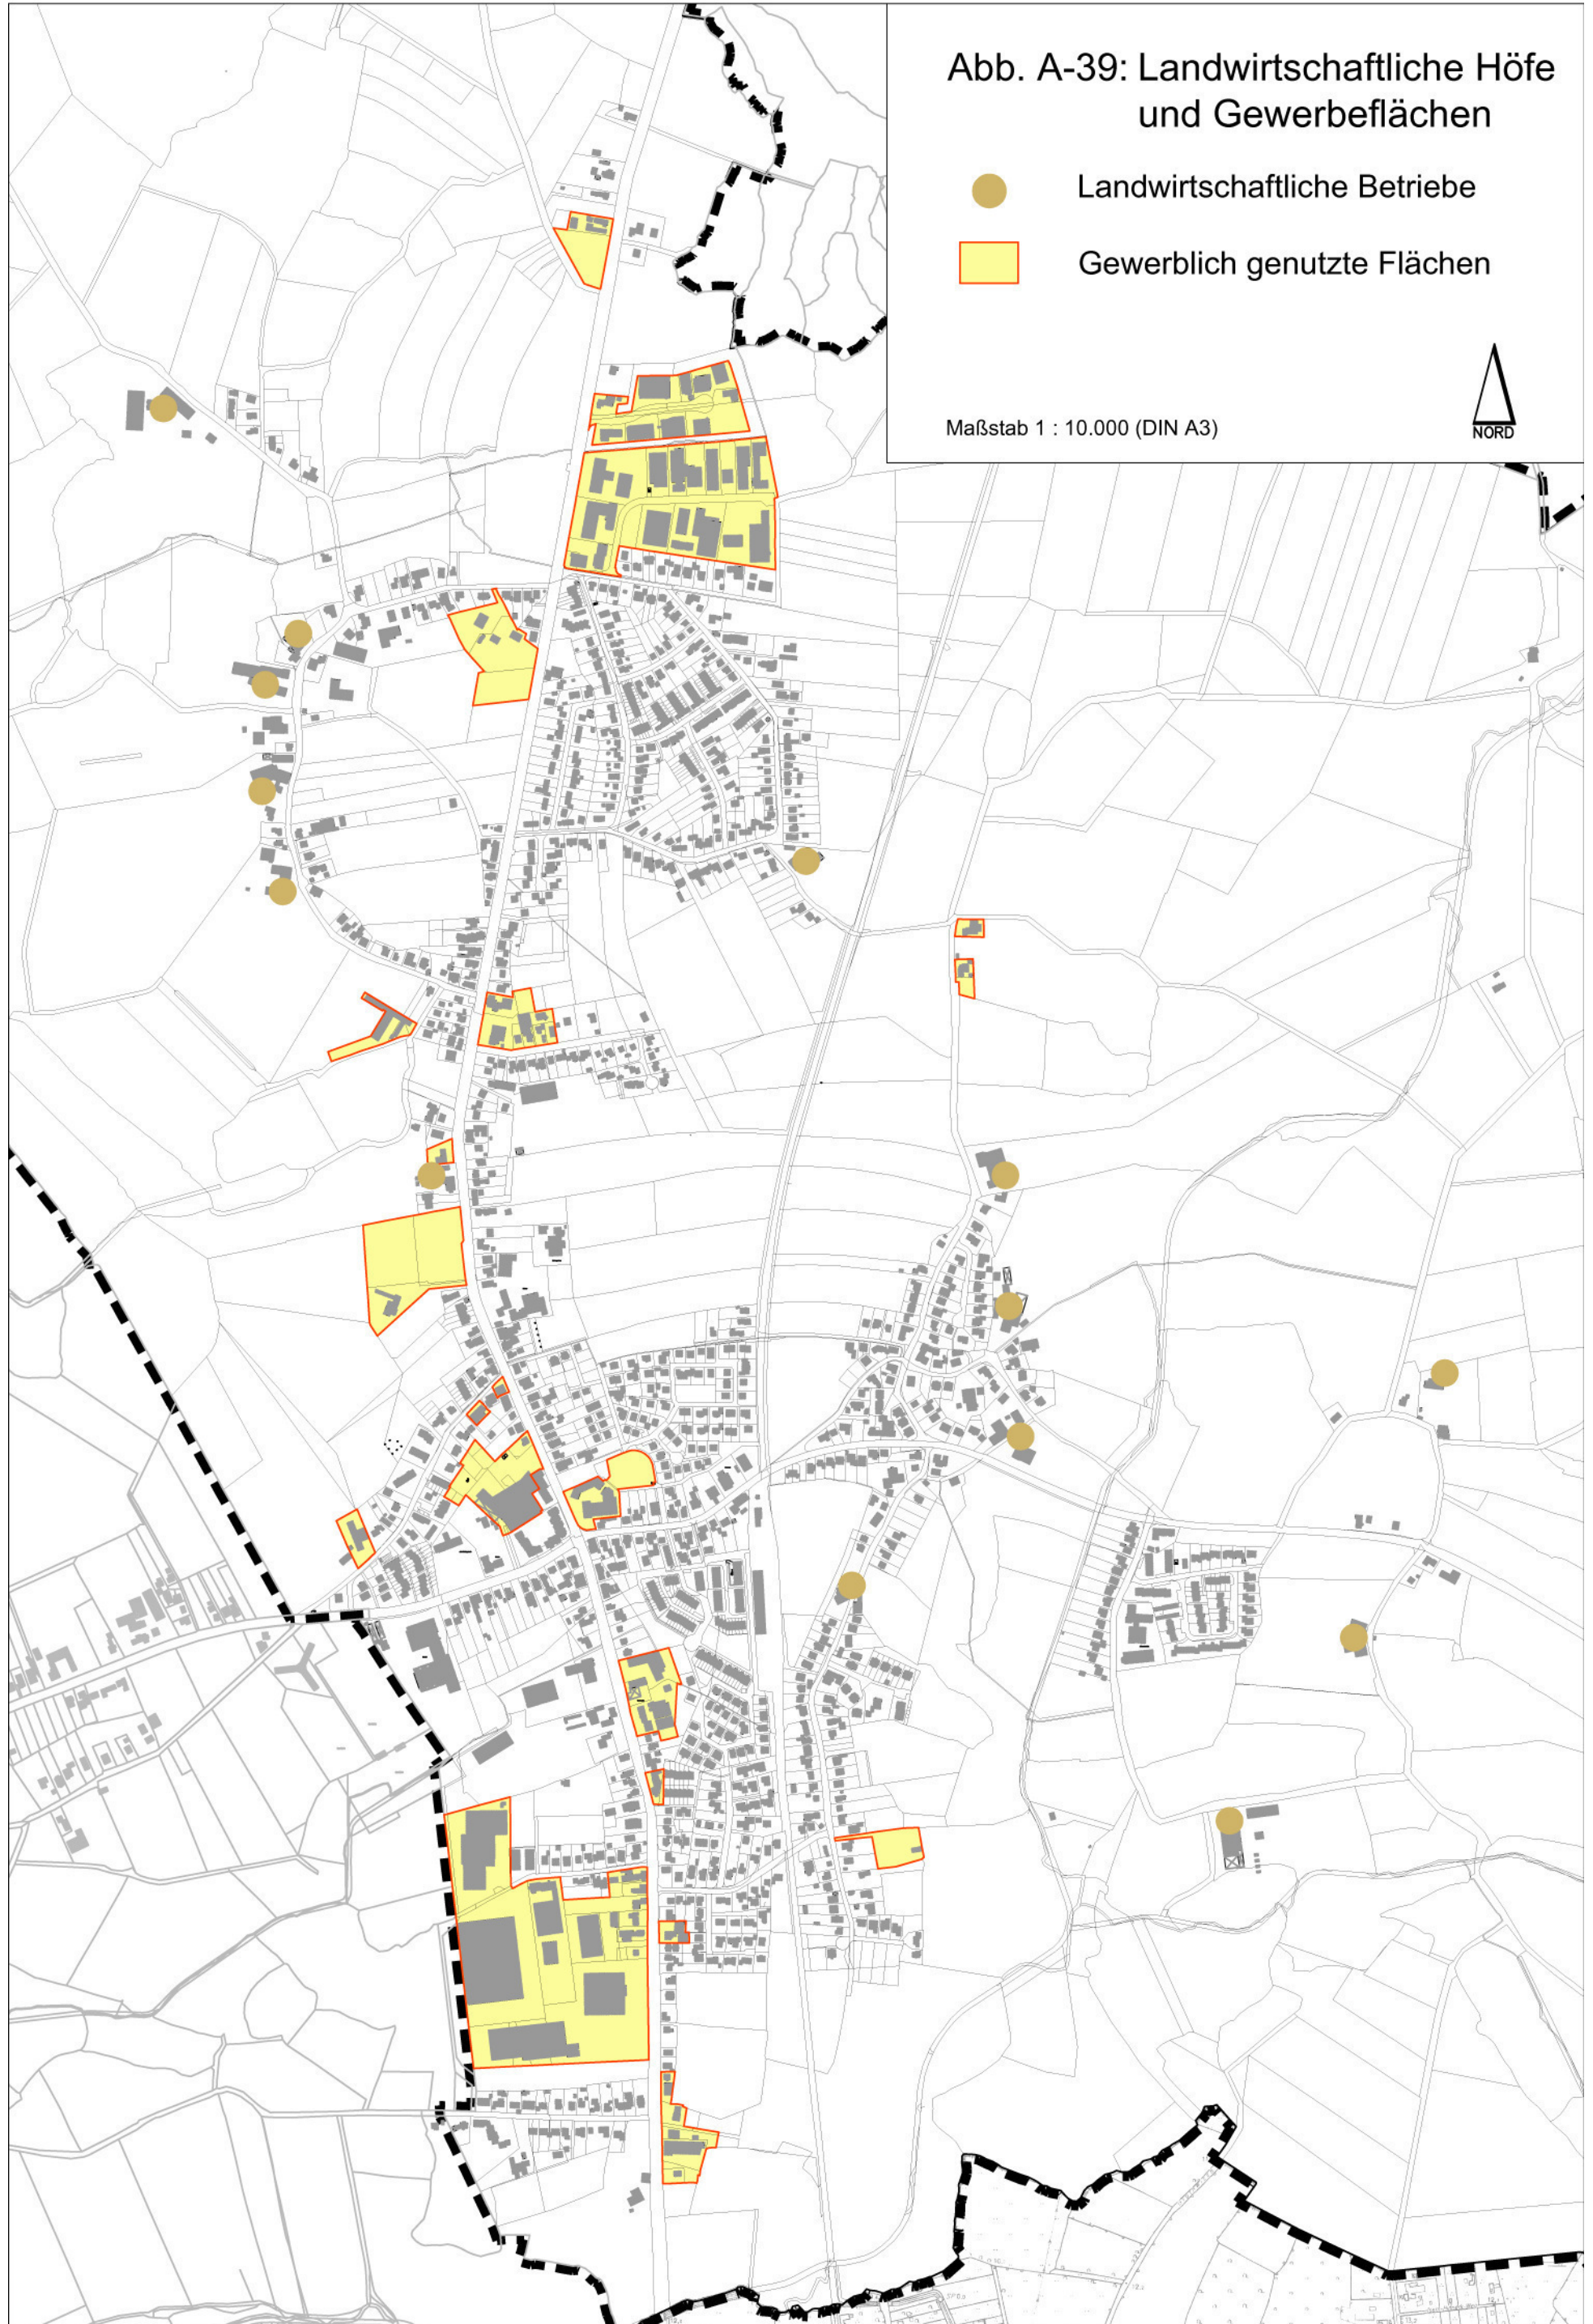 Abb. A-39: Landwirtschaftliche Höfe
und Gewerbeflächen
Landwirtschaftliche Betriebe
Gewerblich genutzte Flächen
Maßstab 1 : 10.000 (DIN A3)
NORD